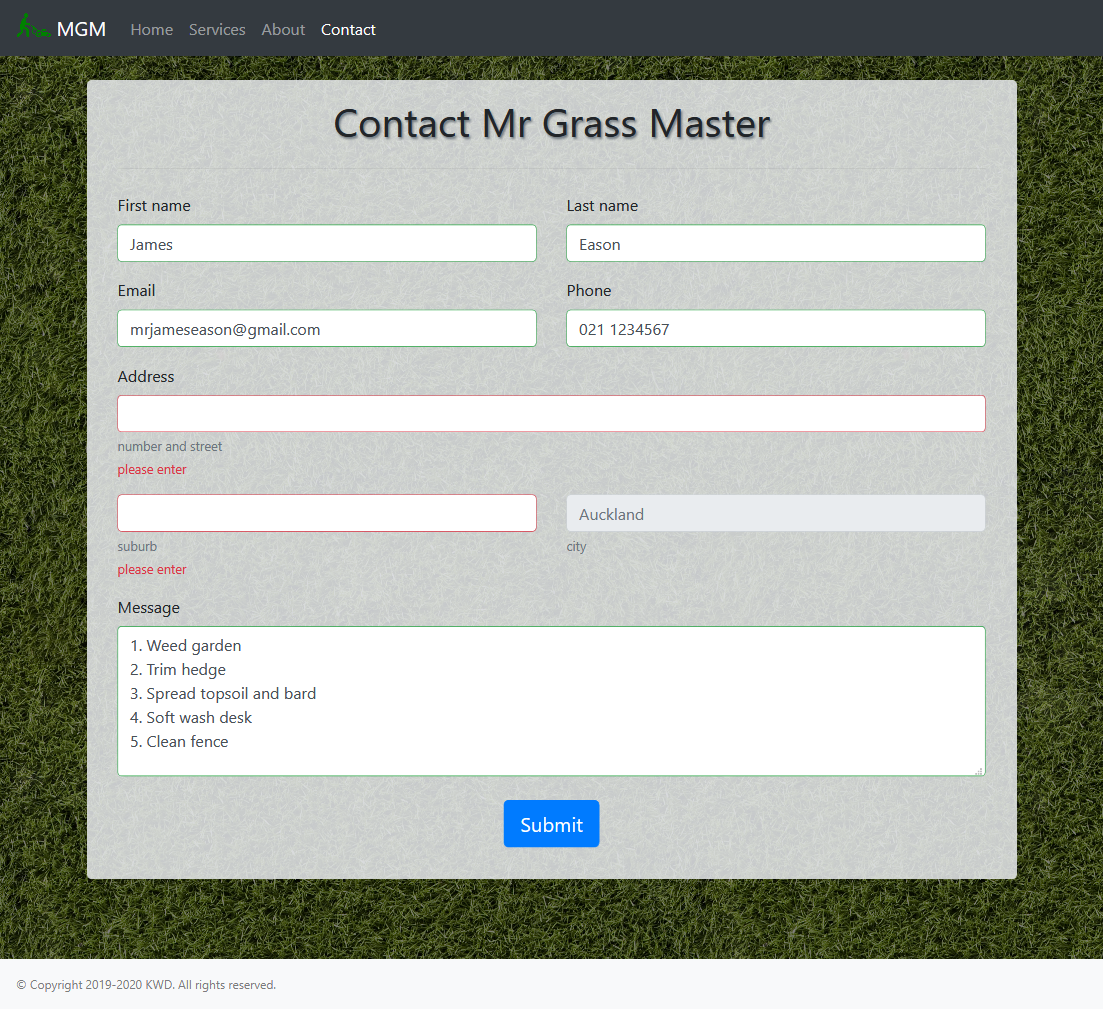 MGM Home Services About Contact
Contact Mr Grass Master
First name Last name
James Eason
Email Phone
mrjameseason@gmail.com 021 1234567
Address
number and street
please enter
Auckland
suburb city
please enter
Message
1. Weed garden
2. Trim hedge
3. Spread topsoil and bard
4. Soft wash desk
5. Clean fence
Submit
© Copyright 2019-2020 KWD. All rights reserved.